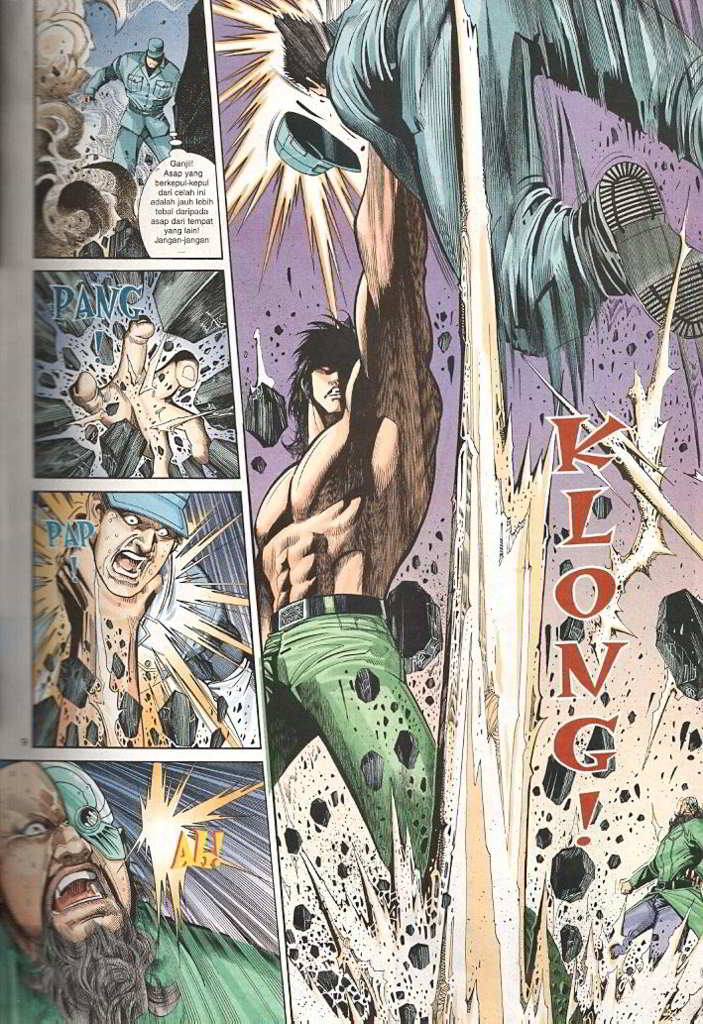 Ganjil!
Asap yang
berkepul-kepul
dari celah ini
adalah jauh lebih
tebal daripada
asap dari tempat
yang lain!
Jangan-jangan
...
PANG
!
PAP
!
AH!
KLONG!